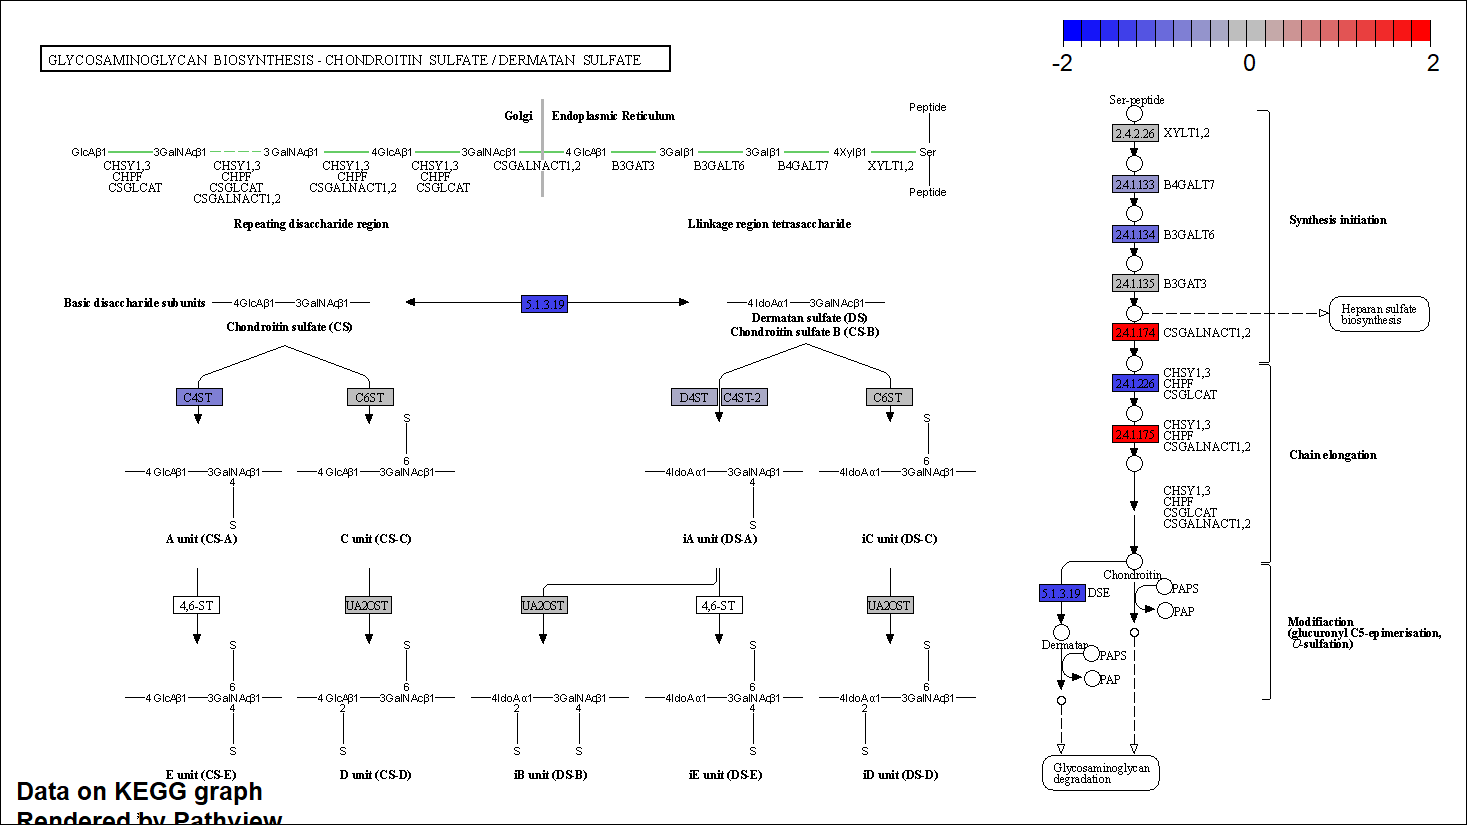 -2 0 2
GLYCOSAMINOGLYCAN BIOSYNTHESIS - CHONDROITIN SULFATE / DERMATAN SULFATE
Golgi Endoplasmic Reticulum
Peptide
GlcAβ1 3GalNAcβ1 3GalNAcβ1 4GlcAβ1 3GalNAcβ1 4 GlcAβ1 3Galβ1 3Galβ1 4Xylβ1 Ser
CHSY1,3
CHPF
CSGLCAT
CHSY1,3
CHPF
CSGLCAT
CSGALNACT1,2
CHSY1,3
CHPF
CSGALNACT1,2
CHSY1,3
CHPF
CSGLCAT
CSGALNACT1,2
B3GAT3
B3GALT6
B4GALT7
XYLT1,2
Peptide
Repeating disaccharide region
Llinkage region tetrasaccharide
Basic disaccharide subunits
4GlcAβ1 3GalNAcβ1
Chondroitin sulfate (CS)
5.1.3.19
4IdoAα1 3GalNAcβ1
Dermatan sulfate (DS)
Chondroitin sulfate B (CS-B)
C4ST
C6ST
D4ST
C4ST-2
C6ST
4 GlcAβ1 3GalNAcβ1
4
S
A unit (CS-A)
S
6
4 GlcAβ1 3GalNAcβ1
C unit (CS-C)
4IdoAα1 3GalNAcβ1
4
S
iA unit (DS-A)
S
6
4IdoAα1 3GalNAcβ1
iC unit (DS-C)
4,6-ST
UA2OST
UA2OST
4,6-ST
UA2OST
S
6
4 GlcAβ1 3GalNAcβ1
4
S
E unit (CS-E)
S
6
4 GlcAβ1 3GalNAcβ1
2
S
D unit (CS-D)
4IdoAα1 3GalNAcβ1
2 4
S S
iB unit (DS-B)
S
6
4IdoAα1 3GalNAcβ1
4
S
iE unit (DS-E)
S
6
4IdoAα1 3GalNAcβ1
2
S
iD unit (DS-D)
Ser-peptide
2.4.2.26 XYLT1,2
2.4.1.133 B4GALT7
2.4.1.134 B3GALT6
2.4.1.135 B3GAT3
Synthesis initiation
Heparan sulfate
biosynthesis
2.4.1.174 CSGALNACT1,2
CHSY1,3
2.4.1.226 CHPF
CSGLCAT
CHSY1,3
2.4.1.175 CHPF
CSGALNACT1,2
Chain elongation
CHSY1,3
CHPF
CSGLCAT
CSGALNACT1,2
Chondroitin
5.1.3.19 DSE
PAPS
PAP
Dermatan
PAPS
PAP
Modifiaction
(glucuronyl C5-epimerisation,
O-sulfation)
Glycosaminoglycan
degradation
Data on KEGG graph
Rendered by Pathview